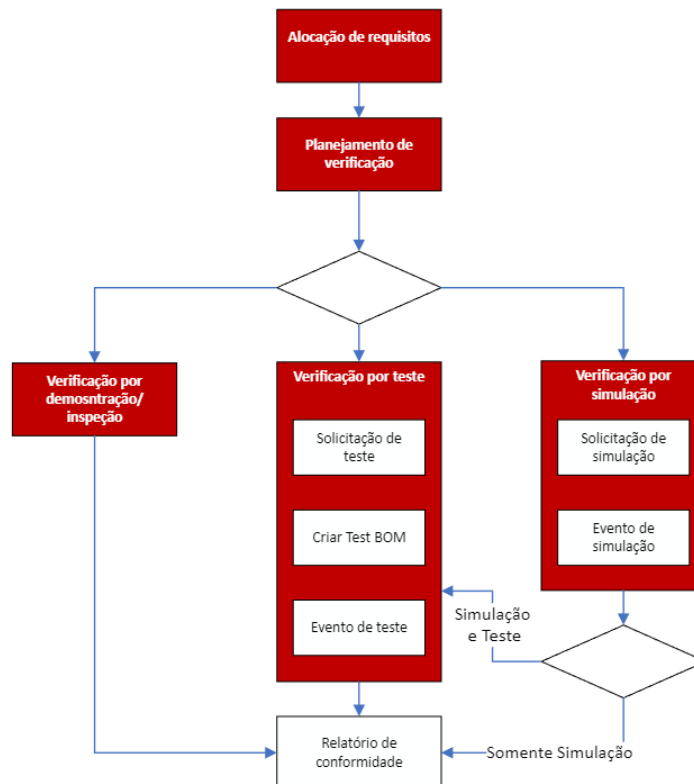 Alocação de requisitos
Planejamento de
verificação
Verificação por
demosntração/
inspeção
Verificação por teste
Solicitação de
teste
Criar Test BOM
Evento de teste
Verificação por
simulação
Solicitação de
simulação
Evento de
simulação
Simulação
e Teste
Somente Simulação
Relatório de
conformidade